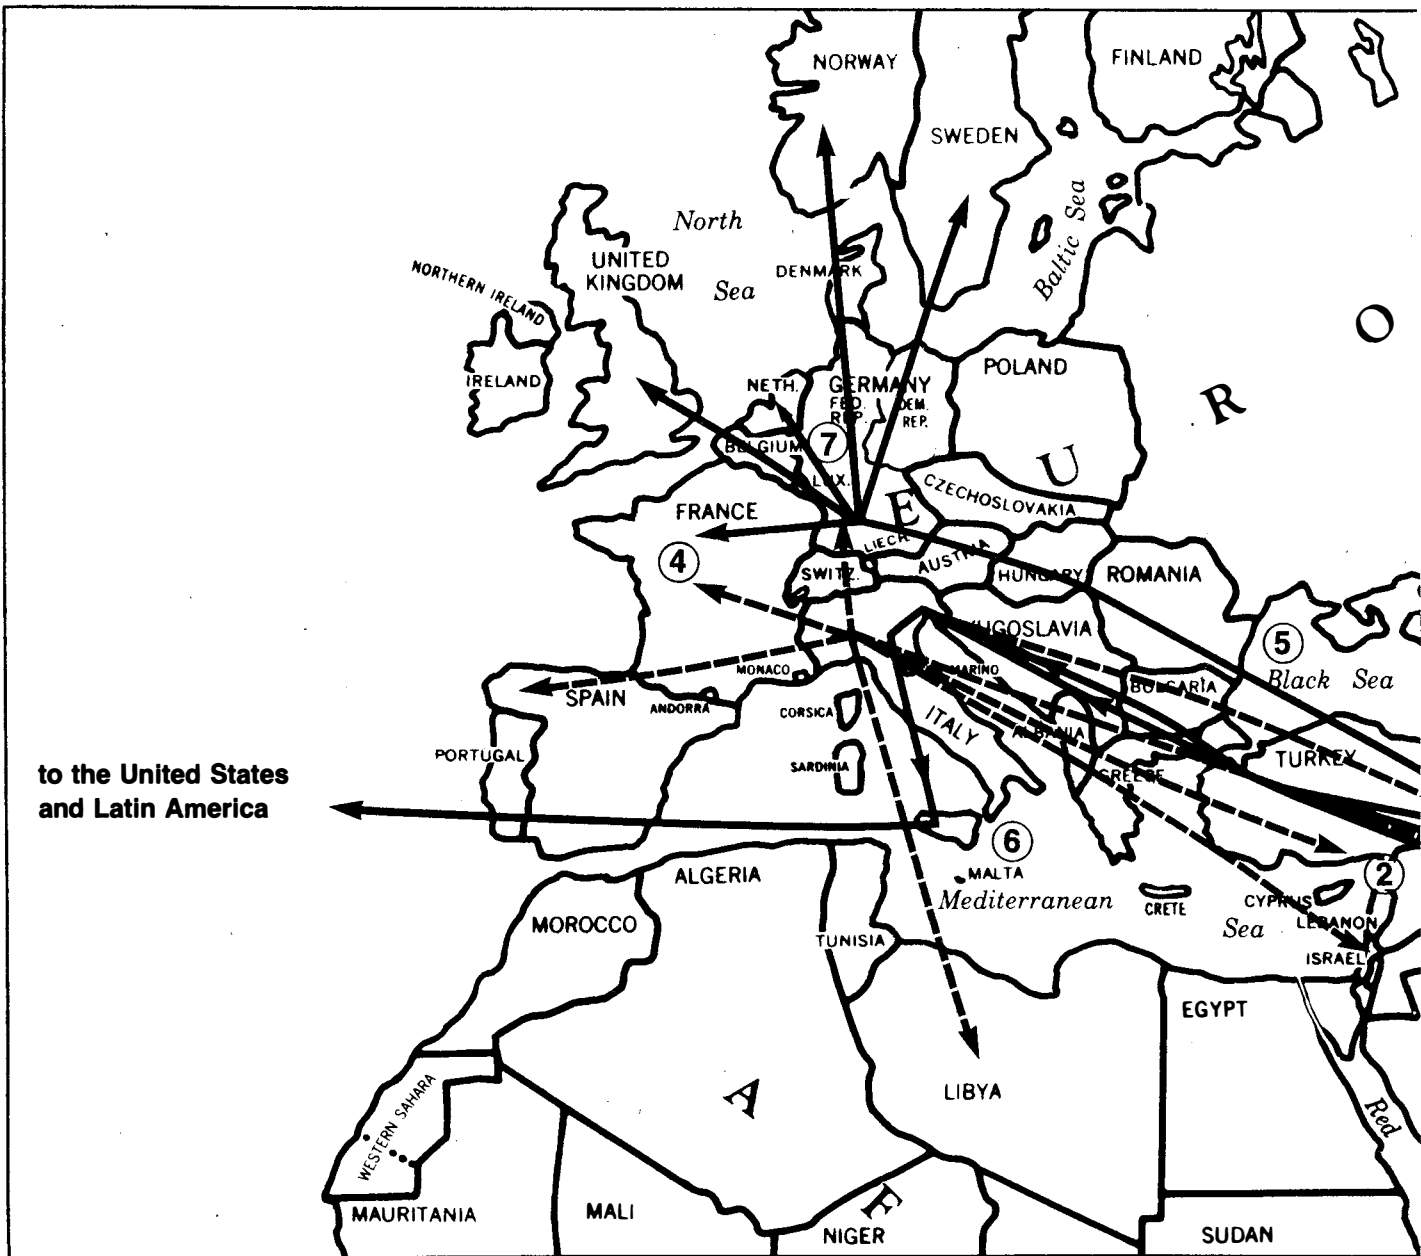 NORWAY
FINLAND
SWEDEN
North
Sea
Baltic Sea
UNITED
KINGDOM
DENMARK
NORTHERN IRELAND
IRELAND
NETH.
GERMANY
FED.
REP.
DEM.
REP.
POLAND
BELGIUM
7
LUX.
E
U
R
O
CZECHOSLOVAKIA
FRANCE
4
LIECH.
AUSTRIA
SWITZ.
HUNGARY
ROMANIA
YUGOSLAVIA
5
Black Sea
MONACO
MARINO
BULGARIA
SPAIN
ANDORRA
CORSICA
ITALY
ALBANIA
PORTUGAL
SARDINIA
GREECE
TURKEY
to the United States
and Latin America
6
2
MALTA
Mediterranean
Sea
CRETE
CYPRUS
LEBANON
ISRAEL
ALGERIA
MOROCCO
TUNISIA
EGYPT
LIBYA
A
F
Red
WESTERN SAHARA
MAURITANIA
MALI
NIGER
SUDAN